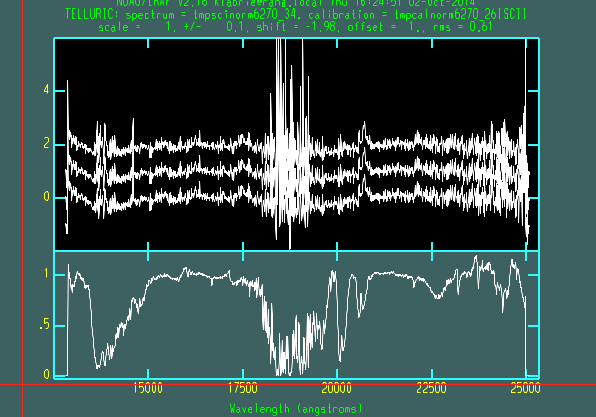 NOAO/IRAF V2.16 klabrie@rama.local Thu 16:24:51 02-Oct-2014
TELLURIC: spectrum = tmpscinorm6270_34, calibration = tmpcalnorm6270_26[SCI]
scale = 1, +/- 0.1, shift = -1.98, offset = 1., rms = 0.61
4
2
0
1
.5
0
15000 17500 20000 22500 25000
Wavelength (angstroms)